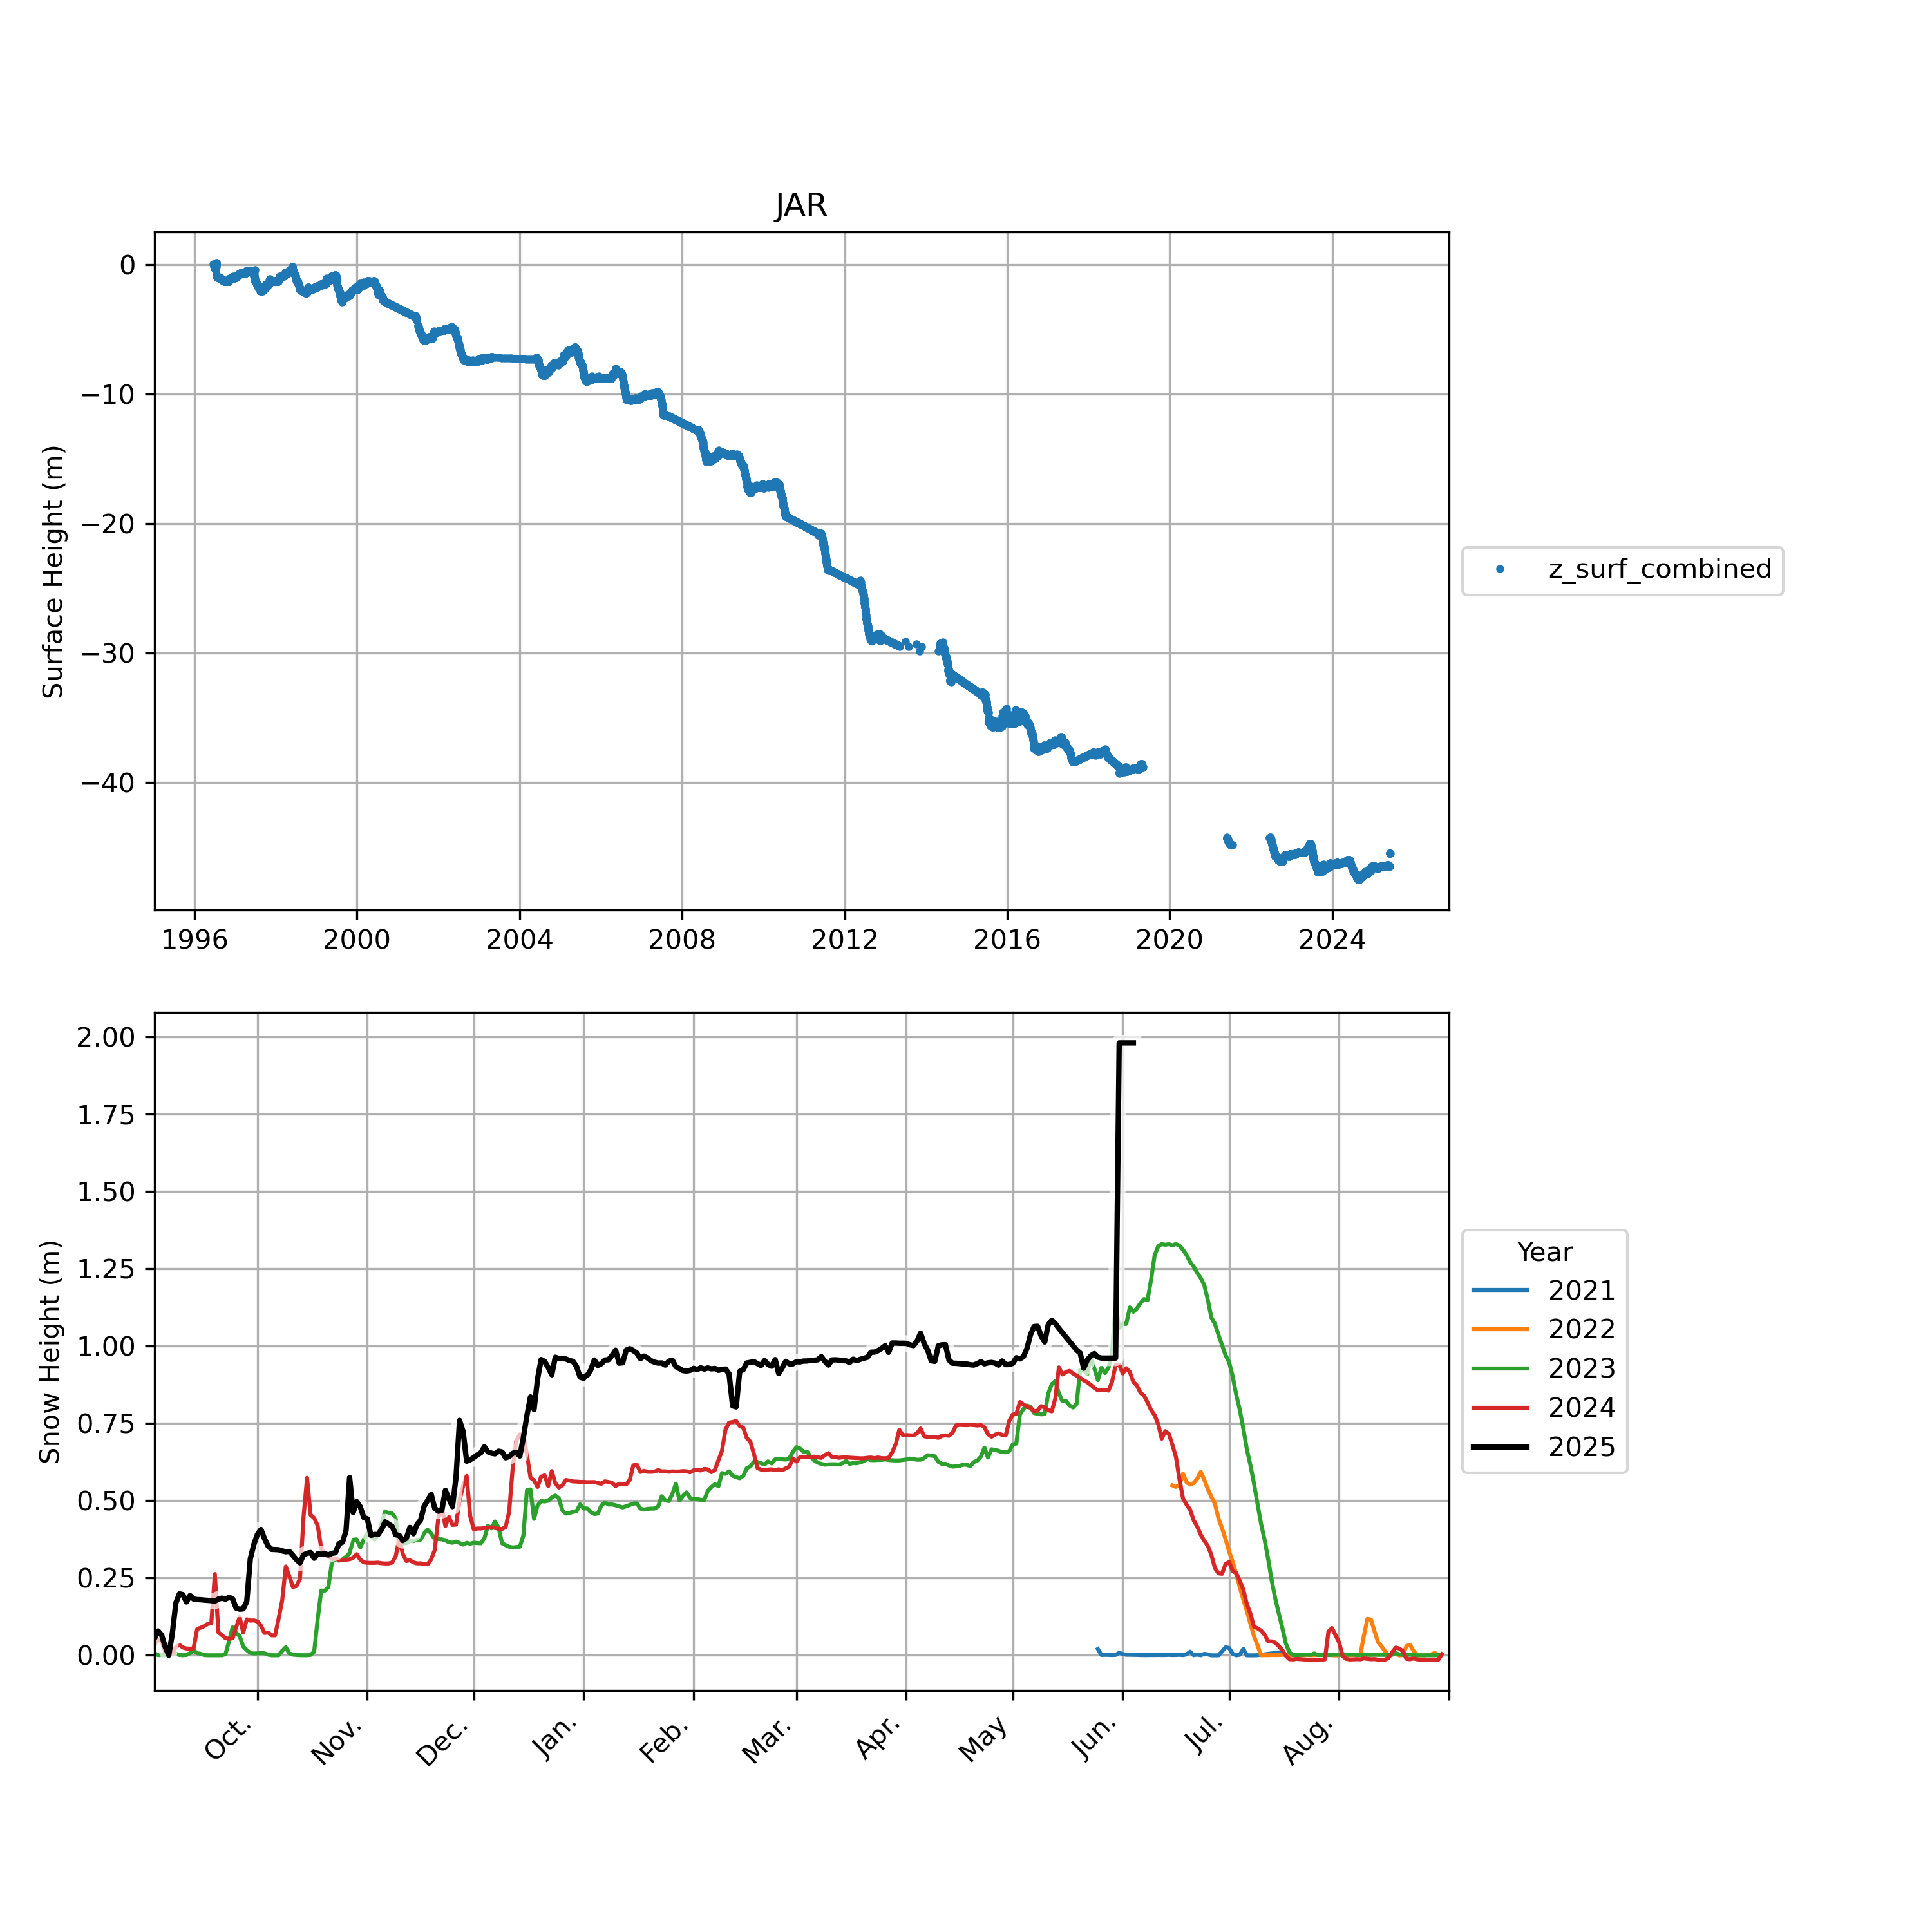 JAR
Surface Height (m)
0
−10
−20
−30
−40
1996 2000 2004 2008 2012 2016 2020 2024
z_surf_combined
Snow Height (m)
2.00
1.75
1.50
1.25
1.00
0.75
0.50
0.25
0.00
Oct. Nov. Dec. Jan. Feb. Mar. Apr. May Jun. Jul. Aug.
Year
2021
2022
2023
2024
2025